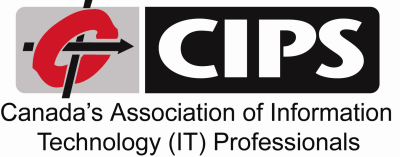 CIPS
Canada's Association of Information
Technology (IT) Professionals